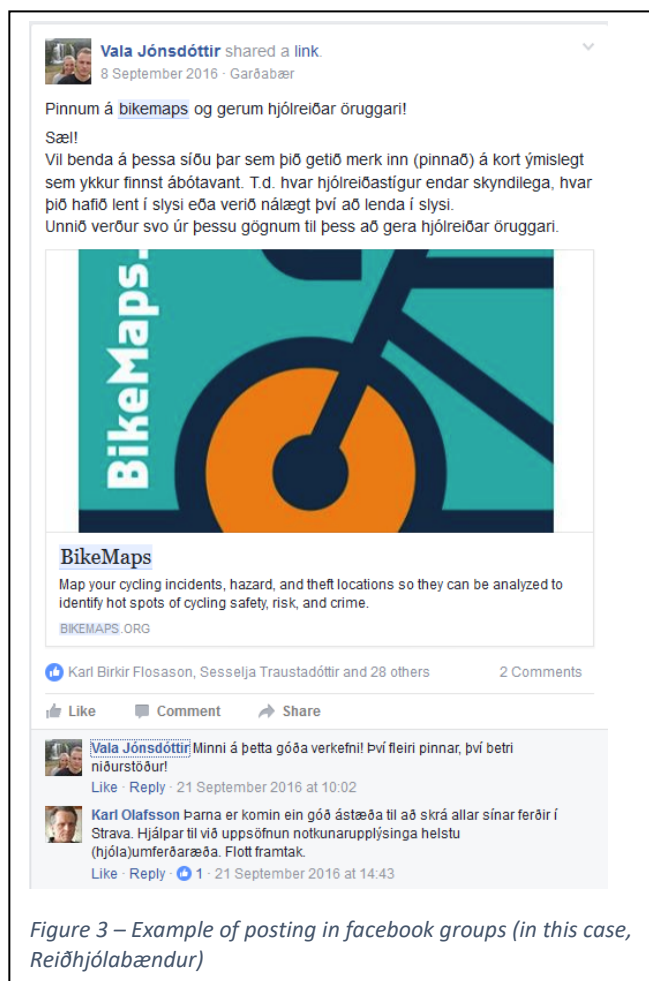 Vala Jónsdóttir shared a link.
8 September 2016 · Garðabær
Pinnum á bikemaps og gerum hjólreiðar öruggari!
Sæl!
Vil benda á þessa síðu þar sem þið getið merk inn (pinnað) á kort ýmislegt
sem ykkur finnst ábótavant. T.d. hvar hjólreiðastígur endar skyndilega, hvar
þið hafið lent í slysi eða verið nálægt því að lenda í slysi.
Unnið verður svo úr þessu gögnum til þess að gera hjólreiðar öruggari.
BikeMaps.
BikeMaps
Map your cycling incidents, hazard, and theft locations so they can be analyzed to
identify hot spots of cycling safety, risk, and crime.
BIKEMAPS.ORG
Karl Birkir Flosason, Sesselja Traustadóttir and 28 others 2 Comments
Like Comment Share
Vala Jónsdóttir Minni á þetta góða verkefni! Því fleiri pinnar, því betri
niðurstöður!
Like · Reply · 21 September 2016 at 10:02
Karl Olafsson Þarna er komin ein góð ástæða til að skrá allar sínar ferðir í
Strava. Hjálpar til við uppsöfnun notkunarupplýsinga helstu
(hjóla)umferðaræða. Flott framtak.
Like · Reply · 1 · 21 September 2016 at 14:43
Figure 3 – Example of posting in facebook groups (in this case,
Reiðhjólabændur)